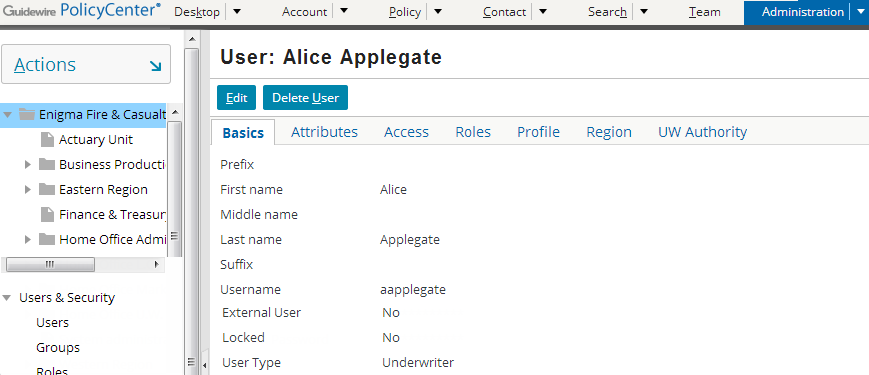 Guidewire PolicyCenter® Desktop Account Policy Contact Search Team Administration
Actions
Enigma Fire & Casualt
Actuary Unit
Business Producti
Eastern Region
Finance & Treasur
Home Office Admi
Users & Security
Users
Groups
Roles
User: Alice Applegate
Edit Delete User
Basics Attributes Access Roles Profile Region UW Authority
Prefix
First name Alice
Middle name
Last name Applegate
Suffix
Username aapplegate
External User No
Locked No
User Type Underwriter